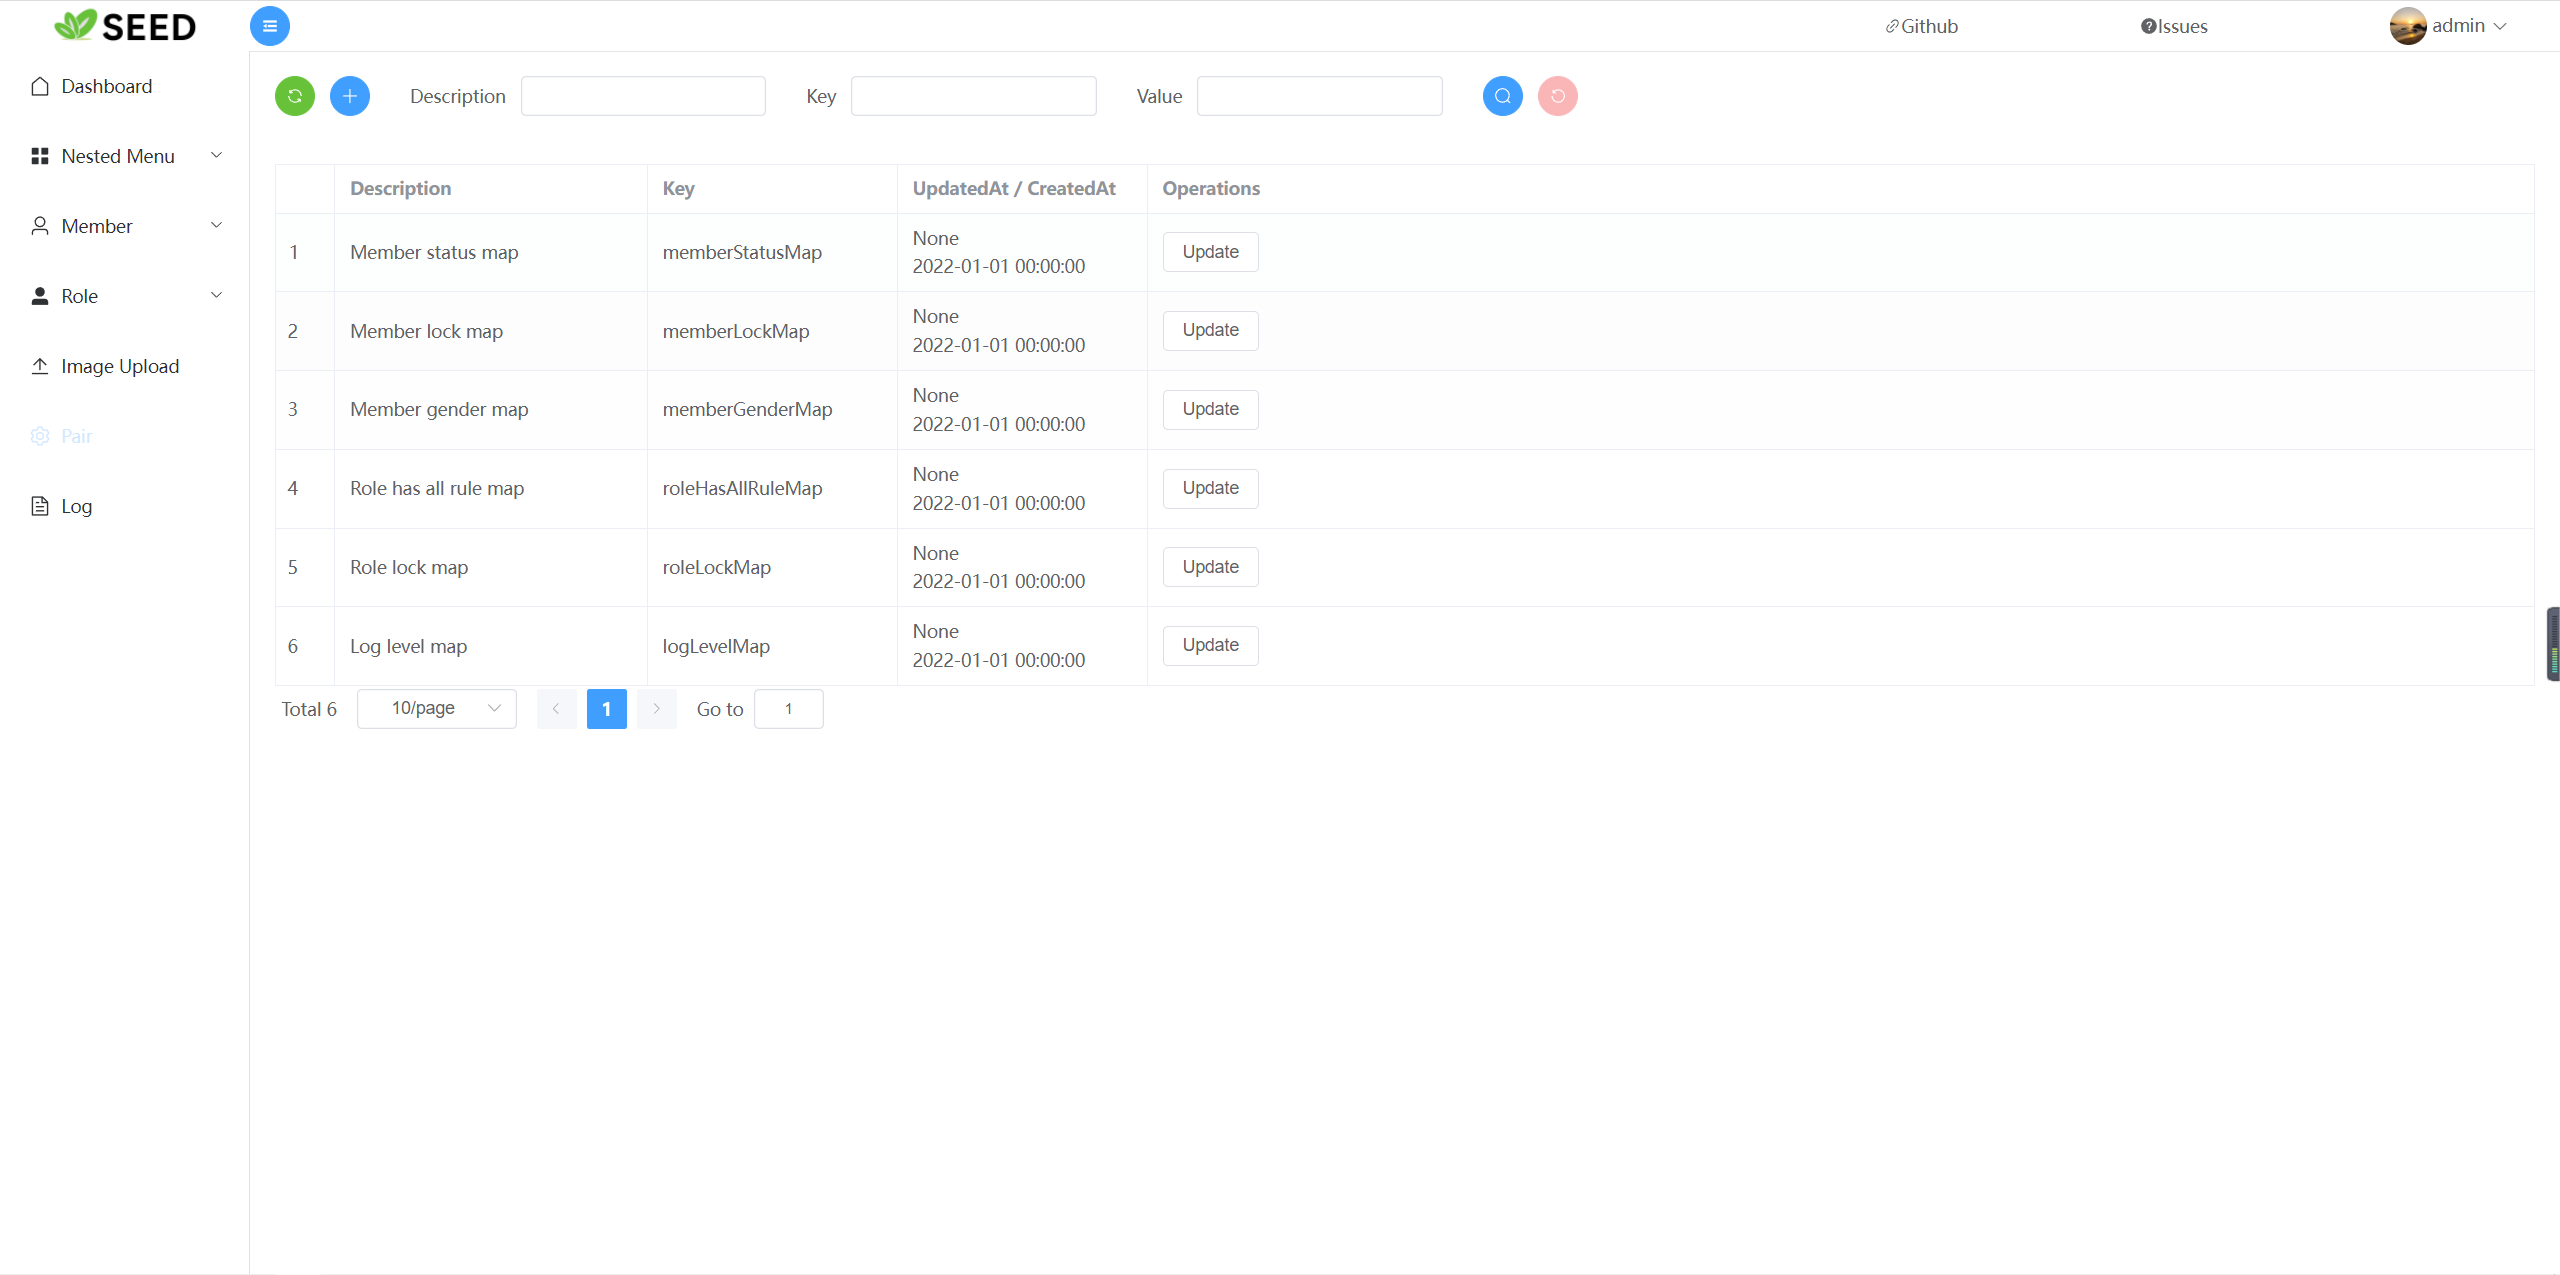 SEED
Github
Issues
admin
Dashboard
Nested Menu
Member
Role
Image Upload
Pair
Log
Description
Key
Value
Description Key UpdatedAt / CreatedAt Operations
1 Member status map memberStatusMap None
2022-01-01 00:00:00
Update
2 Member lock map memberLockMap None
2022-01-01 00:00:00
Update
3 Member gender map memberGenderMap None
2022-01-01 00:00:00
Update
4 Role has all rule map roleHasAllRuleMap None
2022-01-01 00:00:00
Update
5 Role lock map roleLockMap None
2022-01-01 00:00:00
Update
6 Log level map logLevelMap None
2022-01-01 00:00:00
Update
Total 6 10/page 1 Go to 1